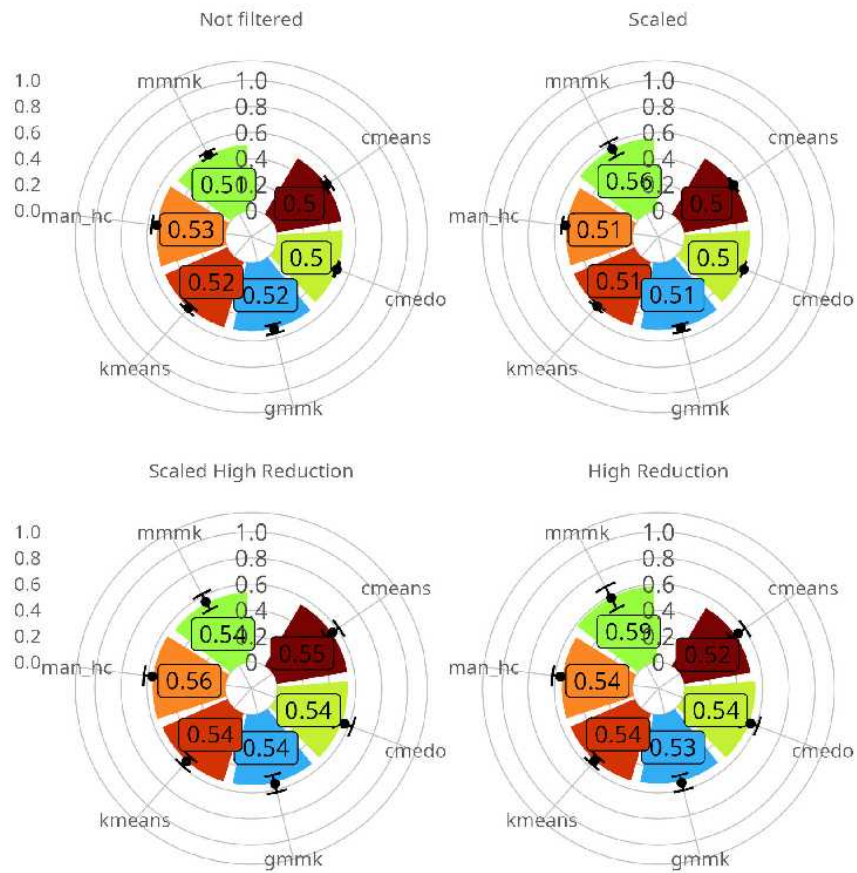 Not filtered
Scaled
mmmk
1.0
0.8
0.6
0.4
0.2
0
cmeans
cmedo
gmmk
kmeans
man_hc
1.0
0.8
0.6
0.4
0.2
0.0
0.51
0.5
0.53
0.5
0.52
0.52
mmmk
1.0
0.8
0.6
0.4
0.2
0
cmeans
cmedo
gmmk
kmeans
man_hc
0.56
0.5
0.51
0.5
0.51
0.51
Scaled High Reduction
High Reduction
mmmk
1.0
0.8
0.6
0.4
0.2
0
cmeans
cmedo
gmmk
kmeans
man_hc
1.0
0.8
0.6
0.4
0.2
0.0
0.54
0.55
0.56
0.54
0.54
0.54
mmmk
1.0
0.8
0.6
0.4
0.2
0
cmeans
cmedo
gmmk
kmeans
man_hc
0.59
0.52
0.54
0.54
0.54
0.53